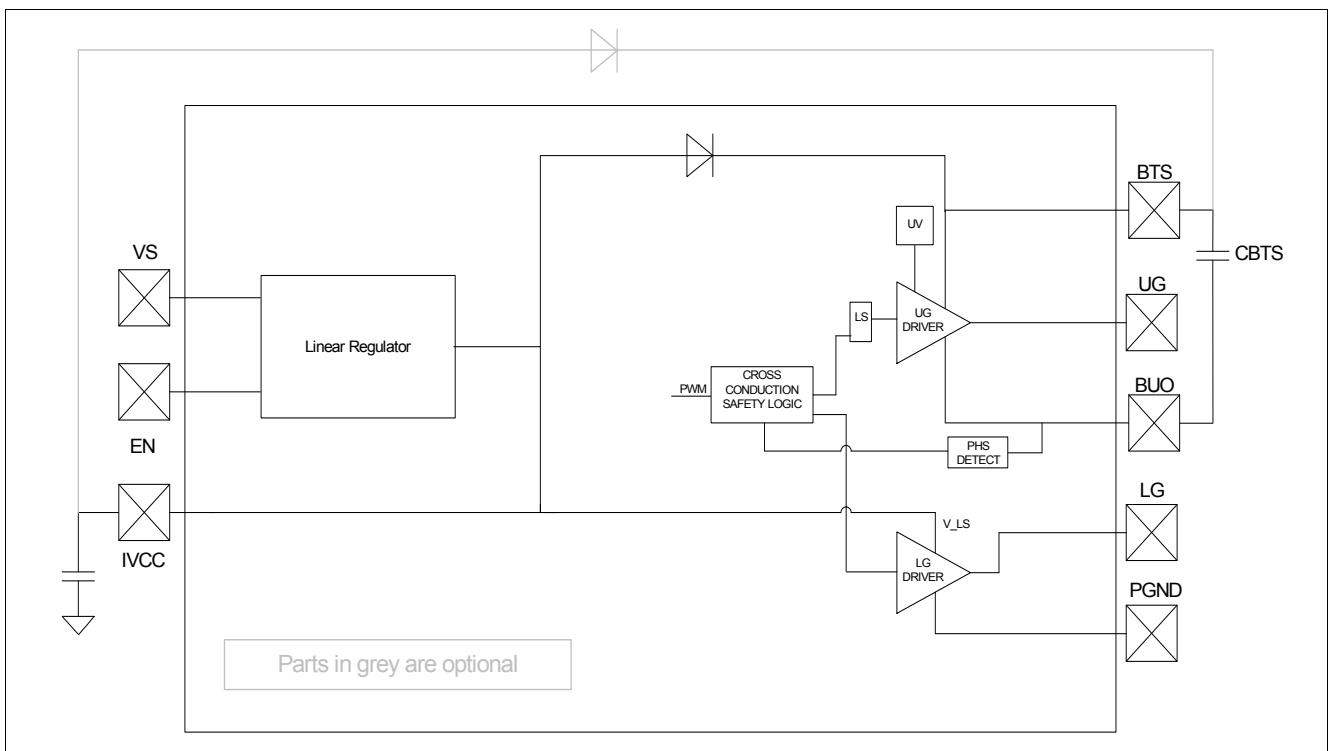 BTS
UV
VS
CBTS
UG
LS
UG
DRIVER
Linear Regulator
CROSS
CONDUCTION
SAFETY LOGIC
PWM
BUO
PHS
DETECT
EN
LG
V_LS
IVCC
LG
DRIVER
PGND
Parts in grey are optional